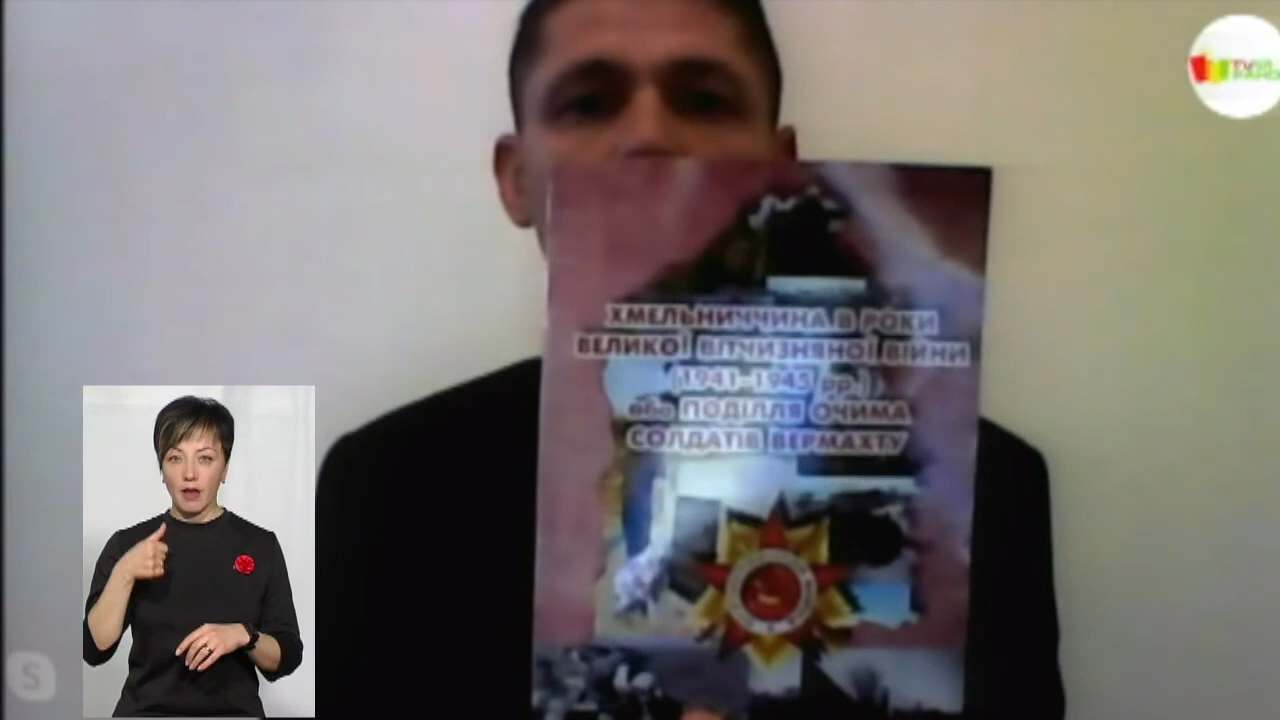 ХМЕЛЬНИЧЧИНА В РОКИ
ВЕЛИКОЇ ВІТЧИЗНЯНОЇ ВІЙНИ
(1941-1945 рр.)
або ПОДІЛЛЯ ОЧИМА
СОЛДАТІВ ВЕРМАХТУ
S